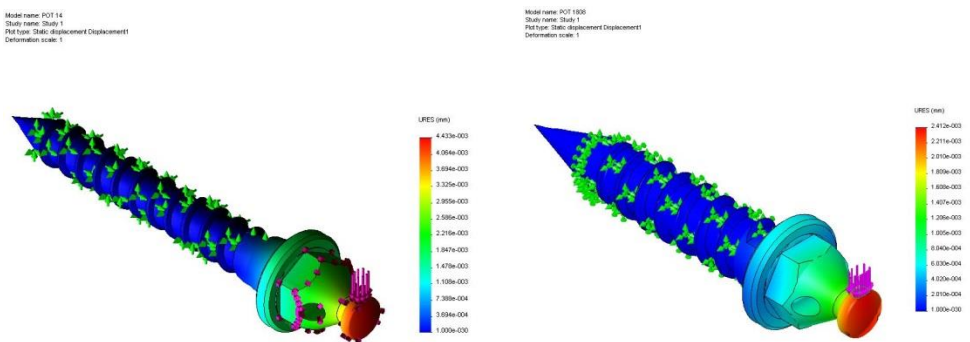 Model name: POT 14
Study name: Study 1
Plot type: Static displacement Displacement1
Deformation scale: 1
URES (mm)
4.433e-003
4.064e-003
3.694e-003
3.325e-003
2.955e-003
2.586e-003
2.216e-003
1.847e-003
1.478e-003
1.108e-003
7.388e-004
3.694e-004
1.000e-030
Model name: POT 1808
Study name: Study 1
Plot type: Static displacement Displacement1
Deformation scale: 1
URES (mm)
2.412e-003
2.211e-003
2.010e-003
1.809e-003
1.608e-003
1.407e-003
1.206e-003
1.005e-003
8.040e-004
6.030e-004
4.020e-004
2.010e-004
1.000e-030